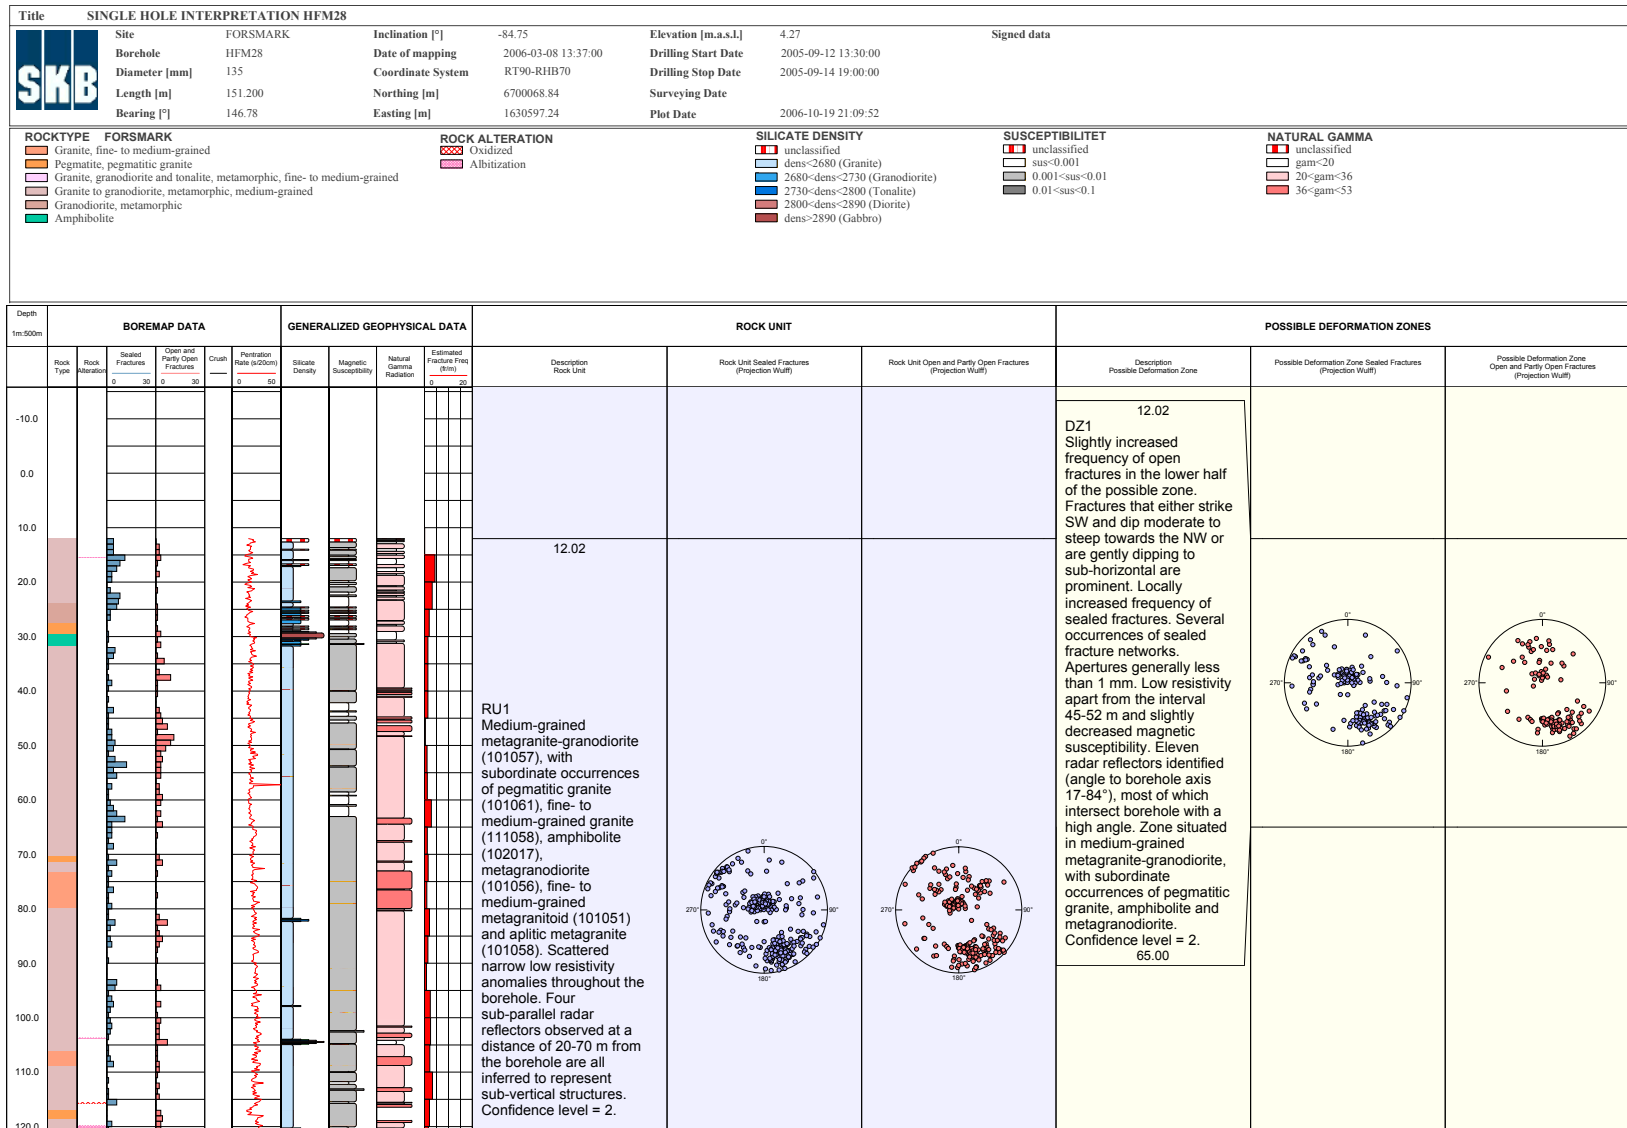 Title SINGLE HOLE INTERPRETATION HFM28
SKB
Site FORSMARK Inclination [°] -84.75 Elevation [m.a.s.l.] 4.27 Signed data
Borehole HFM28 Date of mapping 2006-03-08 13:37:00 Drilling Start Date 2005-09-12 13:30:00
Diameter [mm] 135 Coordinate System RT90-RHB70 Drilling Stop Date 2005-09-14 19:00:00
Length [m] 151.200 Northing [m] 6700068.84 Surveying Date
Bearing [°] 146.78 Easting [m] 1630597.24 Plot Date 2006-10-19 21:09:52
ROCKTYPE FORSMARK
Granite, fine- to medium-grained
Pegmatite, pegmatitic granite
Granite, granodiorite and tonalite, metamorphic, fine- to medium-grained
Granite to granodiorite, metamorphic, medium-grained
Granodiorite, metamorphic
Amphibolite
ROCK ALTERATION
Oxidized
Albitization
SILICATE DENSITY
unclassified
dens<2680 (Granite)
2680<dens<2730 (Granodiorite)
2730<dens<2800 (Tonalite)
2800<dens<2890 (Diorite)
dens>2890 (Gabbro)
SUSCEPTIBILITET
unclassified
sus<0.001
0.001<sus<0.01
0.01<sus<0.1
NATURAL GAMMA
unclassified
gam<20
20<gam<36
36<gam<53
Depth
1m:500m
BOREMAP DATA
GENERALIZED GEOPHYSICAL DATA
ROCK UNIT
POSSIBLE DEFORMATION ZONES
Rock
Type
Rock
Alteration
Sealed
Fractures
0 30
Open and
Partly Open
Fractures
0 30
Crush
Pentration
Rate (s/20cm)
0 50
Silicate
Density
Magnetic
Susceptibility
Natural
Gamma
Radiation
Estimated
Fracture Freq
(fr/m)
0 20
Description
Rock Unit
Rock Unit Sealed Fractures
(Projection Wulff)
Rock Unit Open and Partly Open Fractures
(Projection Wulff)
Description
Possible Deformation Zone
Possible Deformation Zone Sealed Fractures
(Projection Wulff)
Possible Deformation Zone
Open and Partly Open Fractures
(Projection Wulff)
-10.0
0.0
10.0
20.0
30.0
40.0
50.0
60.0
70.0
80.0
90.0
100.0
110.0
120.0
12.02
RU1
Medium-grained
metagranite-granodiorite
(101057), with
subordinate occurrences
of pegmatitic granite
(101061), fine- to
medium-grained granite
(111058), amphibolite
(102017),
metagranodiorite
(101056), fine- to
medium-grained
metagranitoid (101051)
and aplitic metagranite
(101058). Scattered
narrow low resistivity
anomalies throughout the
borehole. Four
sub-parallel radar
reflectors observed at a
distance of 20-70 m from
the borehole are all
inferred to represent
sub-vertical structures.
Confidence level = 2.
0°
270° 90°
180°
0°
270° 90°
180°
12.02
DZ1
Slightly increased
frequency of open
fractures in the lower half
of the possible zone.
Fractures that either strike
SW and dip moderate to
steep towards the NW or
are gently dipping to
sub-horizontal are
prominent. Locally
increased frequency of
sealed fractures. Several
occurrences of sealed
fracture networks.
Apertures generally less
than 1 mm. Low resistivity
apart from the interval
45-52 m and slightly
decreased magnetic
susceptibility. Eleven
radar reflectors identified
(angle to borehole axis
17-84°), most of which
intersect borehole with a
high angle. Zone situated
in medium-grained
metagranite-granodiorite,
with subordinate
occurrences of pegmatitic
granite, amphibolite and
metagranodiorite.
Confidence level = 2.
65.00
0°
270° 90°
180°
0°
270° 90°
180°